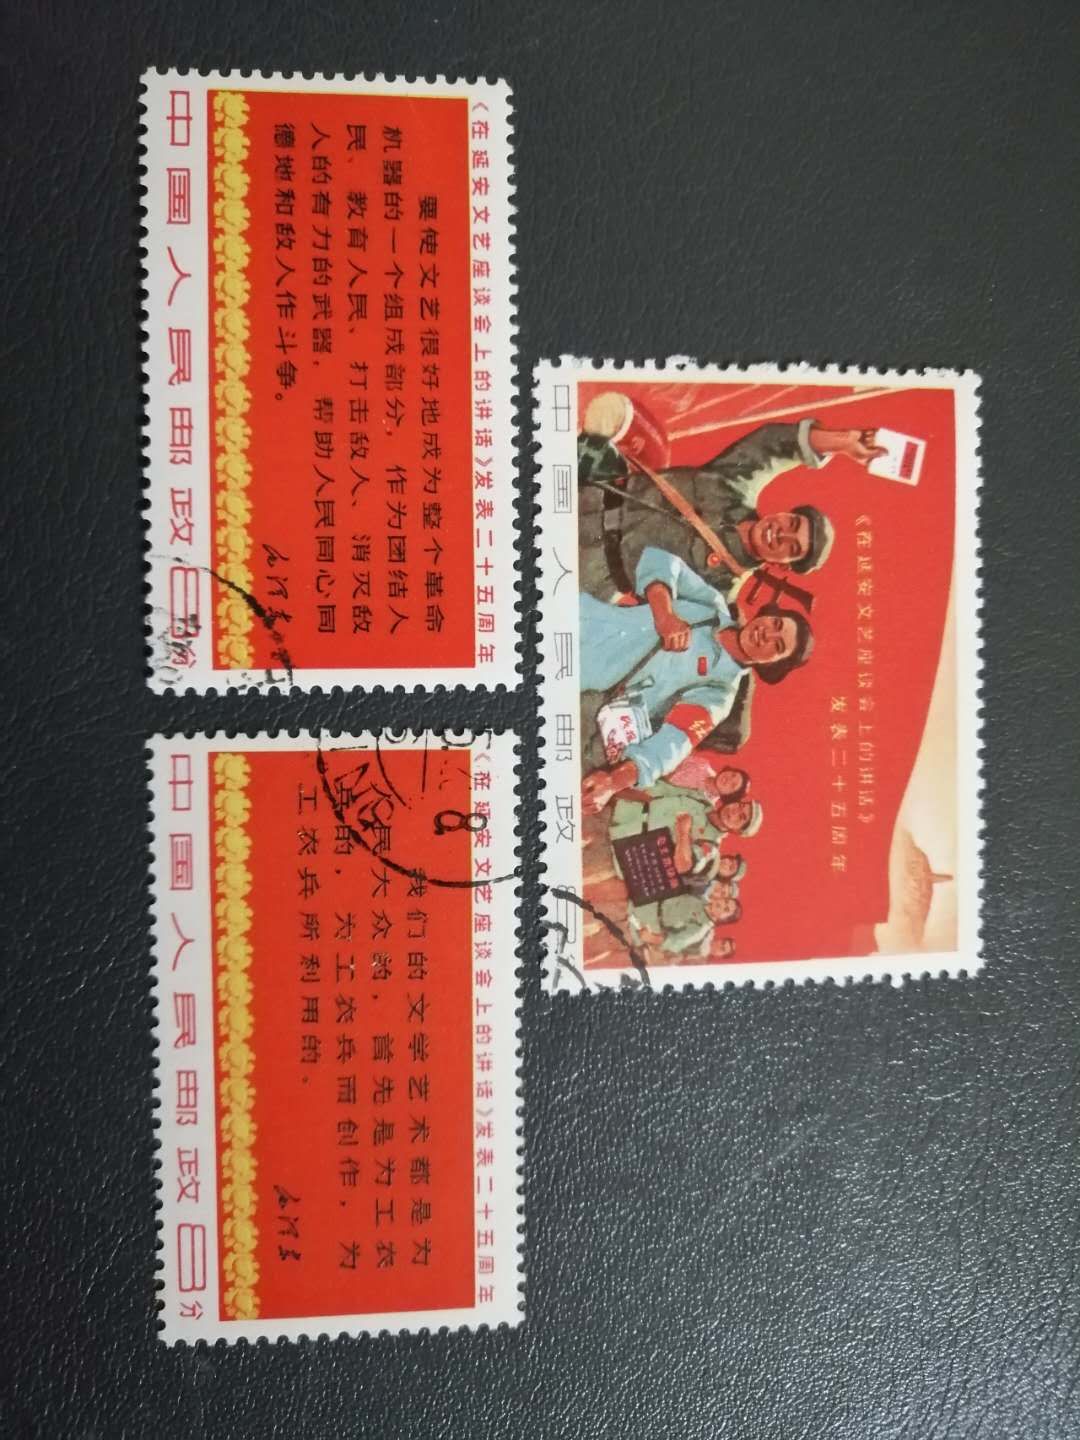 《在延安文艺座谈会上的讲话》发表二十五周年
要使文艺很好地成为整个革命
机器的一个组成部分，作为团结人
民、教育人民、打击敌人、消灭敌
人的有力的武器，帮助人民同心同
德地和敌人作斗争。
毛泽东
中国人民邮政8分
《在延安文艺座谈会上的讲话》
发表二十五周年
中国人民邮政8分
《在延安文艺座谈会上的讲话》发表二十五周年
我们的文学艺术都是为
人民大众的，首先是为工农
兵的，为工农兵而创作，为
工农兵所利用的。
毛泽东
中国人民邮政8分
8